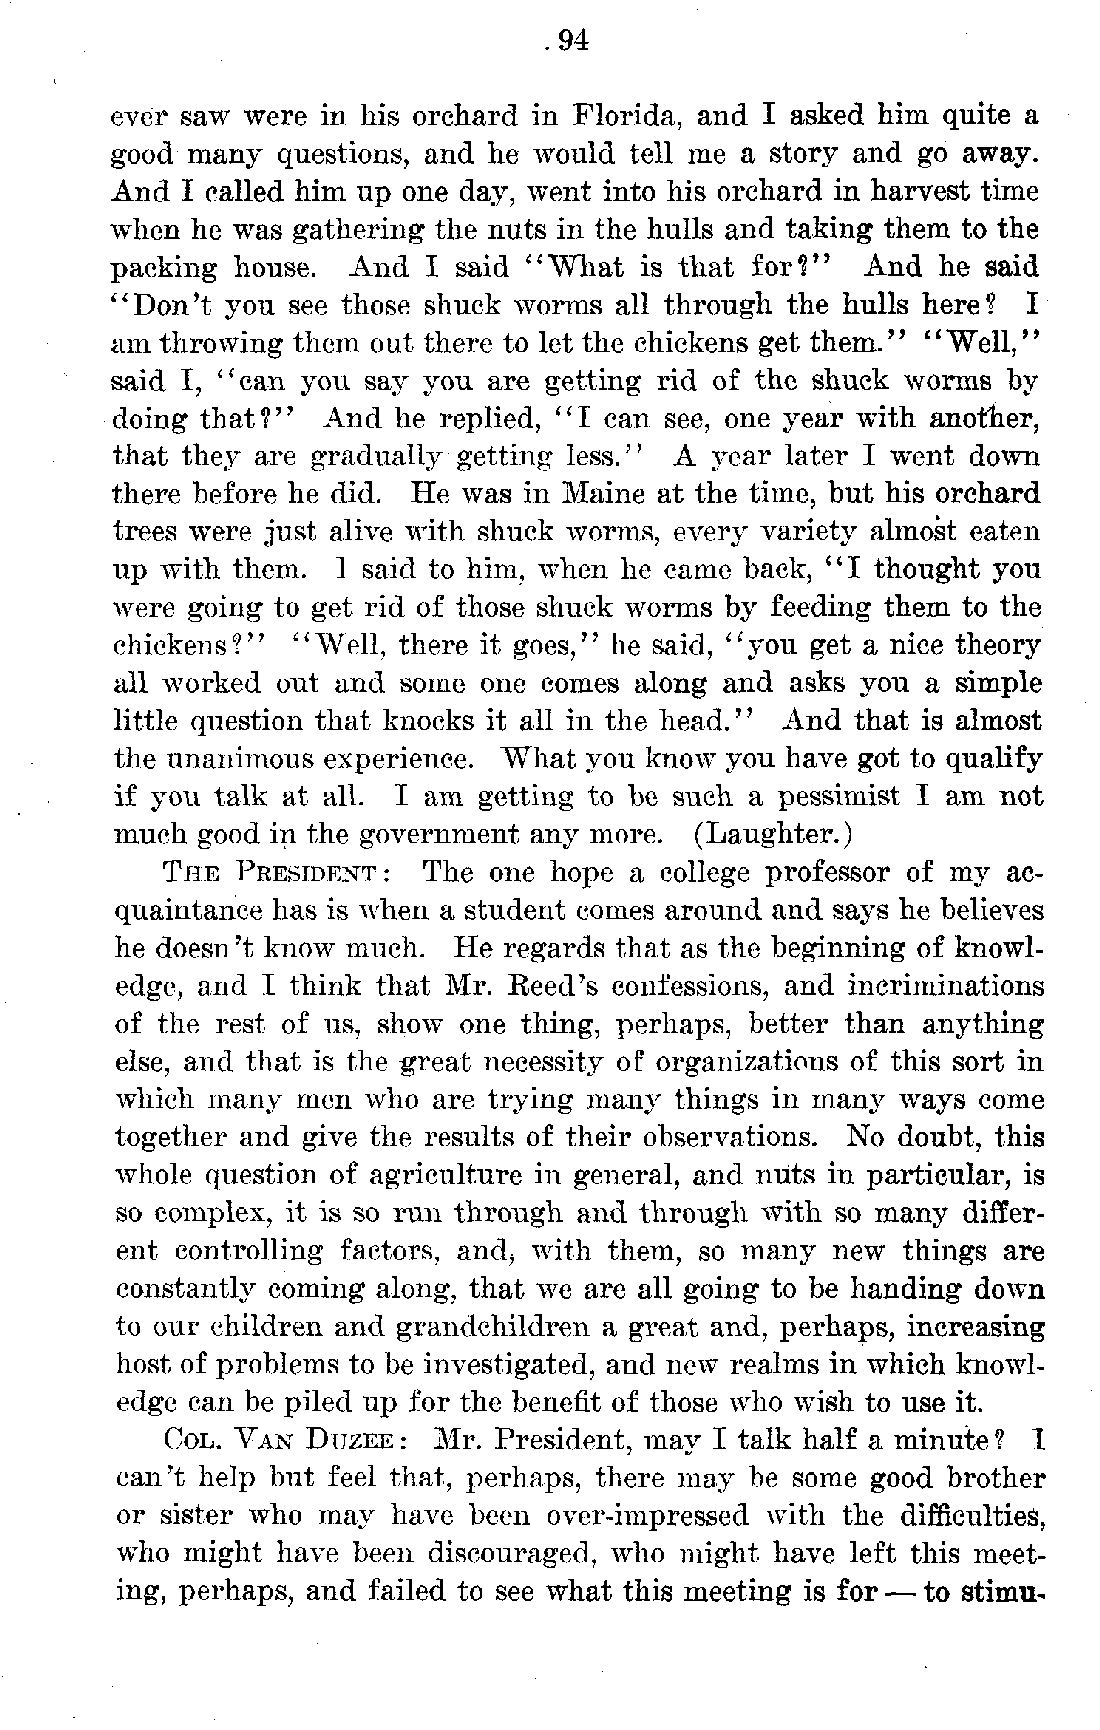 . 94
ever saw were in his orchard in Florida, and I asked him quite a
good many questions, and he would tell me a story and go away.
And I called him up one day, went into his orchard in harvest time
when he was gathering the nuts in the hulls and taking them to the
packing house. And I said "What is that for?" And he said
"Don't you see those shuck worms all through the hulls here? I
am throwing them out there to let the chickens get them." "Well,"
said I, "can you say you are getting rid of the shuck worms by
doing that?" And he replied, "I can see, one year with another,
that they are gradually getting less." A year later I went down
there before he did. He was in Maine at the time, but his orchard
trees were just alive with shuck worms, every variety almost eaten
up with them. I said to him, when he came back, "I thought you
were going to get rid of those shuck worms by feeding them to the
chickens?" "Well, there it goes," he said, "you get a nice theory
all worked out and some one comes along and asks you a simple
little question that knocks it all in the head." And that is almost
the unanimous experience. What you know you have got to qualify
if you talk at all. I am getting to be such a pessimist I am not
much good in the government any more. (Laughter.)
THE PRESIDENT: The one hope a college professor of my ac-
quaintance has is when a student comes around and says he believes
he doesn't know much. He regards that as the beginning of knowl-
edge, and I think that Mr. Reed's confessions, and incriminations
of the rest of us, show one thing, perhaps, better than anything
else, and that is the great necessity of organizations of this sort in
which many men who are trying many things in many ways come
together and give the results of their observations. No doubt, this
whole question of agriculture in general, and nuts in particular, is
so complex, it is so run through and through with so many differ-
ent controlling factors, and, with them, so many new things are
constantly coming along, that we are all going to be handing down
to our children and grandchildren a great and, perhaps, increasing
host of problems to be investigated, and new realms in which knowl-
edge can be piled up for the benefit of those who wish to use it.
COL. VAN DUZEE: Mr. President, may I talk half a minute? I
can't help but feel that, perhaps, there may be some good brother
or sister who may have been over-impressed with the difficulties,
who might have been discouraged, who might have left this meet-
ing, perhaps, and failed to see what this meeting is for — to stimu-